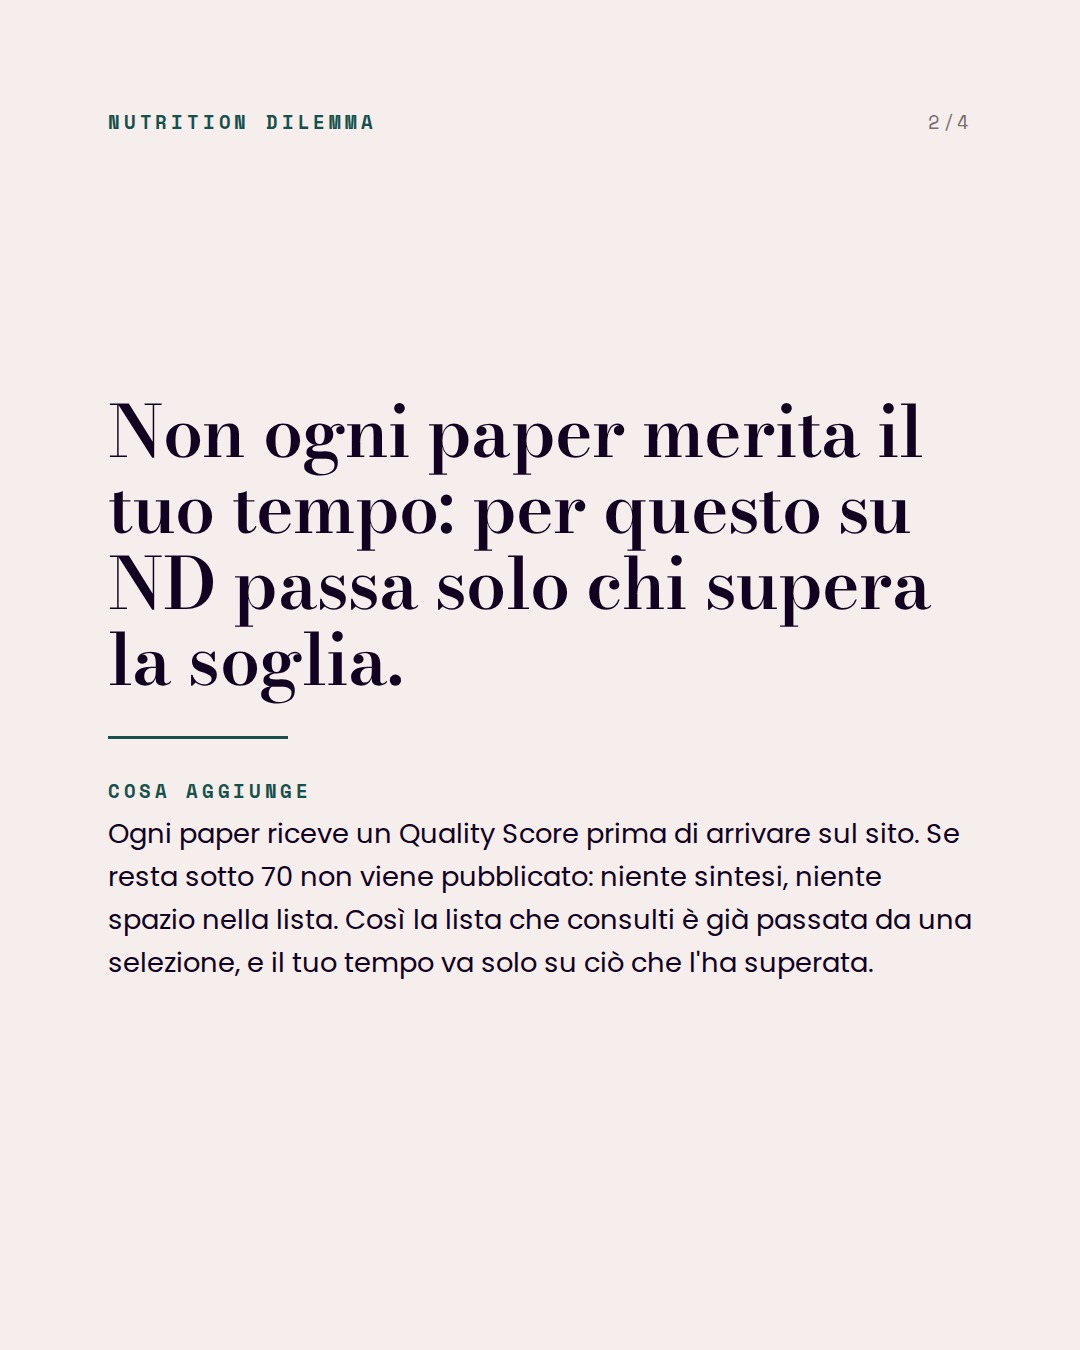 NUTRITION DILEMMA
2/4
Non ogni paper merita il
tuo tempo: per questo su
ND passa solo chi supera
la soglia.
COSA AGGIUNGE
Ogni paper riceve un Quality Score prima di arrivare sul sito. Se
resta sotto 70 non viene pubblicato: niente sintesi, niente
spazio nella lista. Così la lista che consulti è già passata da una
selezione, e il tuo tempo va solo su ciò che l'ha superata.